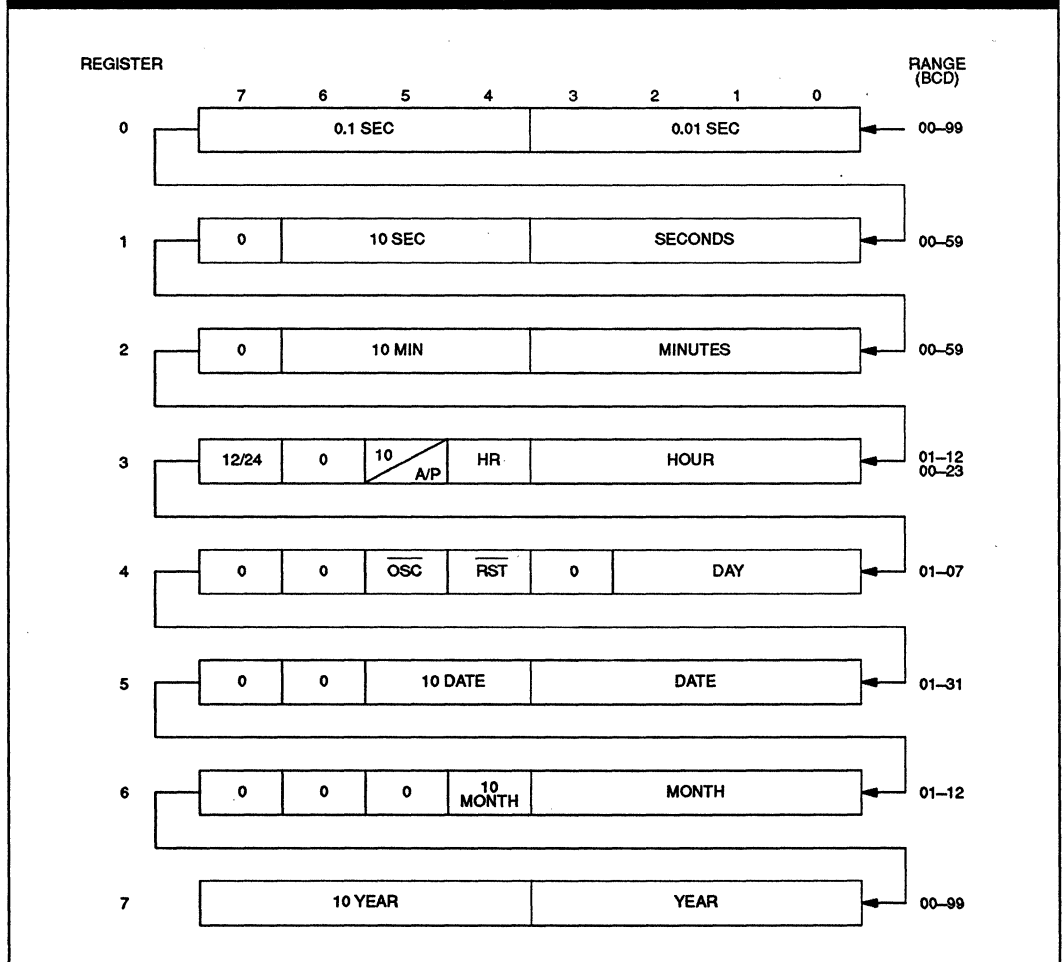 REGISTER
RANGE
(BCD)
7 6 5 4 3 2 1 0
0 0.1 SEC 0.01 SEC 00–99
1 0 10 SEC SECONDS 00–59
2 0 10 MIN MINUTES 00–59
3 12/24 0 10 A/P HR HOUR 01–12
00–23
4 0 0 OSC RST 0 DAY 01–07
5 0 0 10 DATE DATE 01–31
6 0 0 0 10 MONTH MONTH 01–12
7 10 YEAR YEAR 00–99